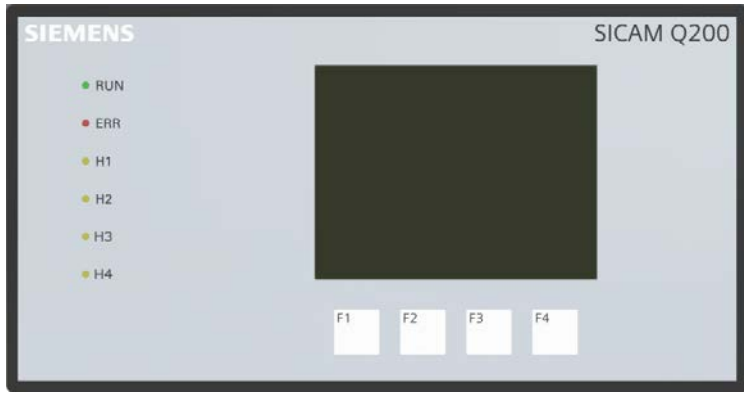 SIEMENS
SICAM Q200
RUN
ERR
H1
H2
H3
H4
F1 F2 F3 F4